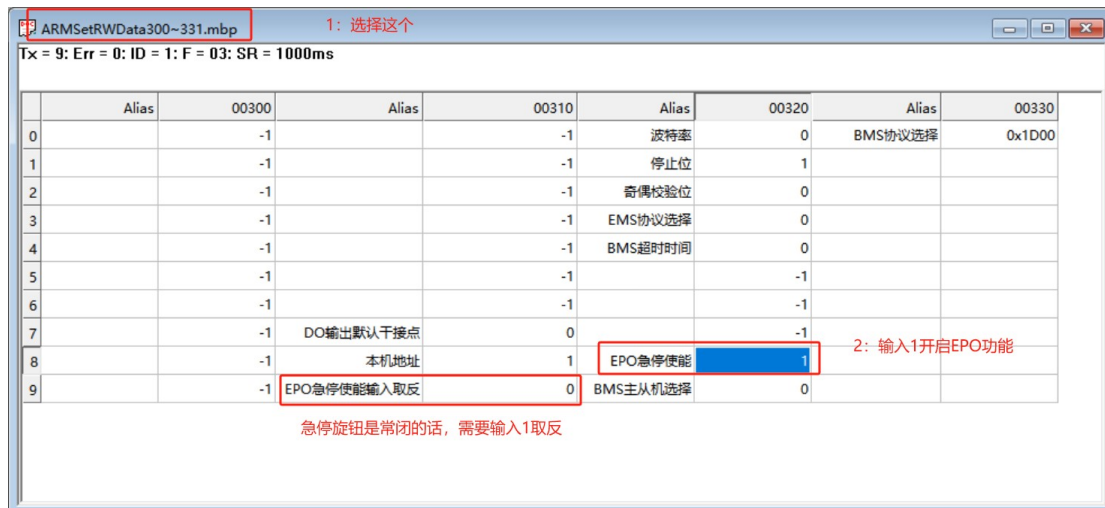 ARMSetRWData300~331.mbp
1：选择这个
Tx = 9: Err = 0: ID = 1: F = 03: SR = 1000ms
Alias 00300 Alias 00310 Alias 00320 Alias 00330
0 -1 -1 波特率 0 BMS协议选择 0x1D00
1 -1 -1 停止位 1
2 -1 -1 奇偶校验位 0
3 -1 -1 EMS协议选择 0
4 -1 -1 BMS超时时间 0
5 -1 -1 -1
6 -1 -1 -1
7 -1 DO输出默认干接点 0 -1
2：输入1开启EPO功能
8 -1 本机地址 1 EPO急停使能 1
9 -1 EPO急停使能输入取反 0 BMS主从机选择 0
急停旋钮是常闭的话，需要输入1取反